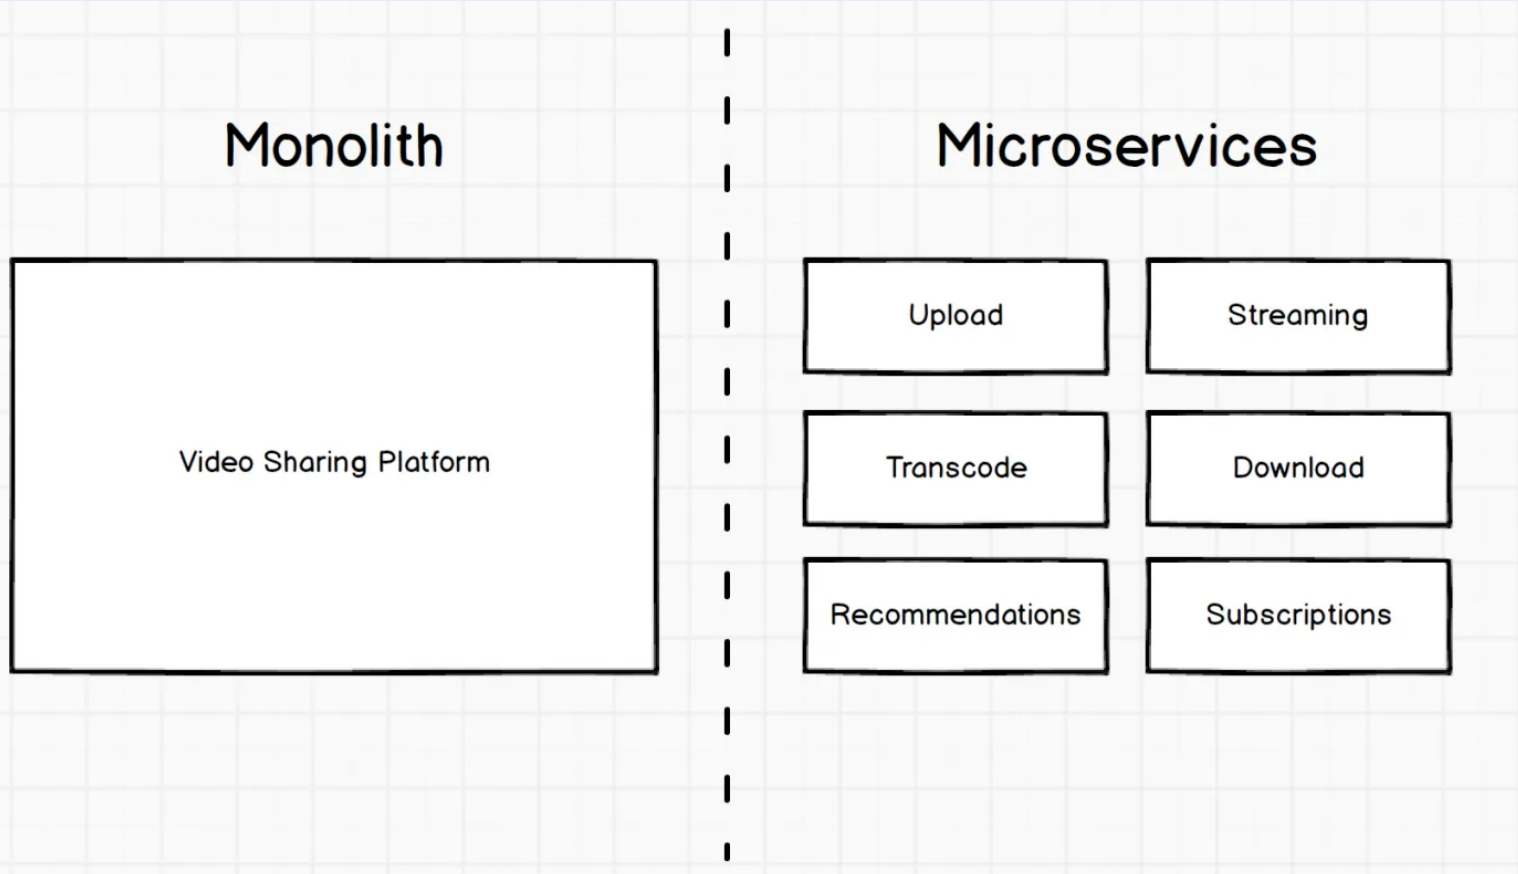 Monolith
Video Sharing Platform
Microservices
Upload
Streaming
Transcode
Download
Recommendations
Subscriptions